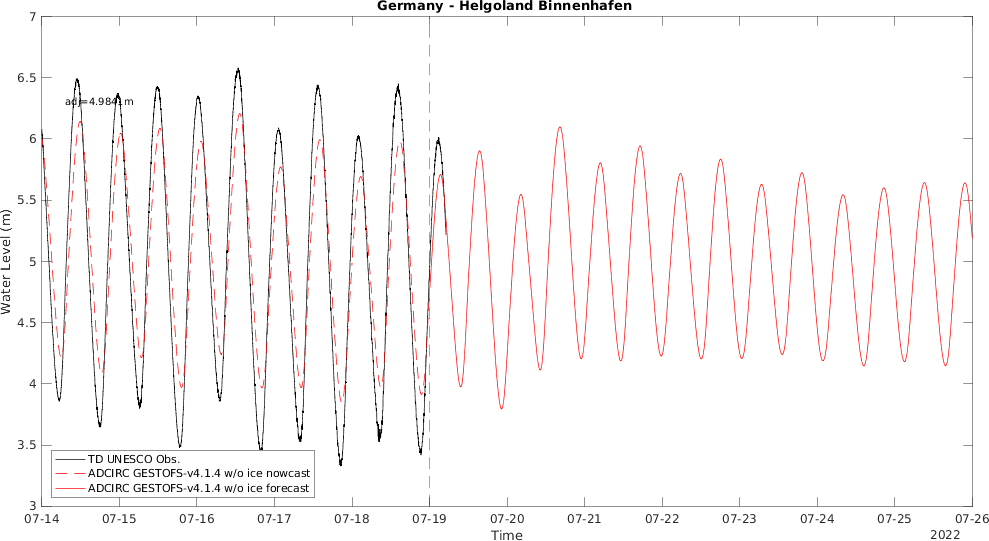 Germany - Helgoland Binnenhafen
7
6.5
adj=4.9841m
6
5.5
5
4.5
4
3.5
3
Water Level (m)
TD UNESCO Obs.
ADCIRC GESTOFS-v4.1.4 w/o ice nowcast
ADCIRC GESTOFS-v4.1.4 w/o ice forecast
07-14 07-15 07-16 07-17 07-18 07-19 07-20 07-21 07-22 07-23 07-24 07-25 07-26
Time
2022